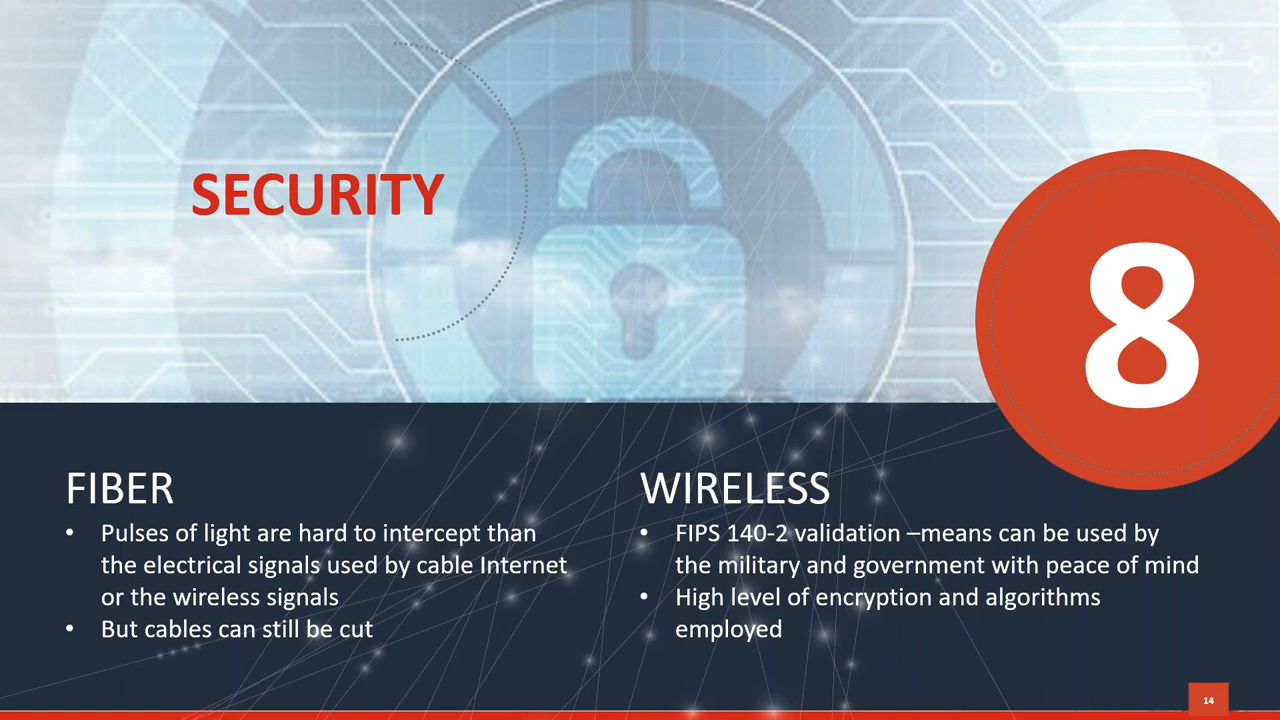 SECURITY
8
FIBER
• Pulses of light are hard to intercept than
the electrical signals used by cable Internet
or the wireless signals
• But cables can still be cut
WIRELESS
• FIPS 140-2 validation –means can be used by
the military and government with peace of mind
• High level of encryption and algorithms
employed
14